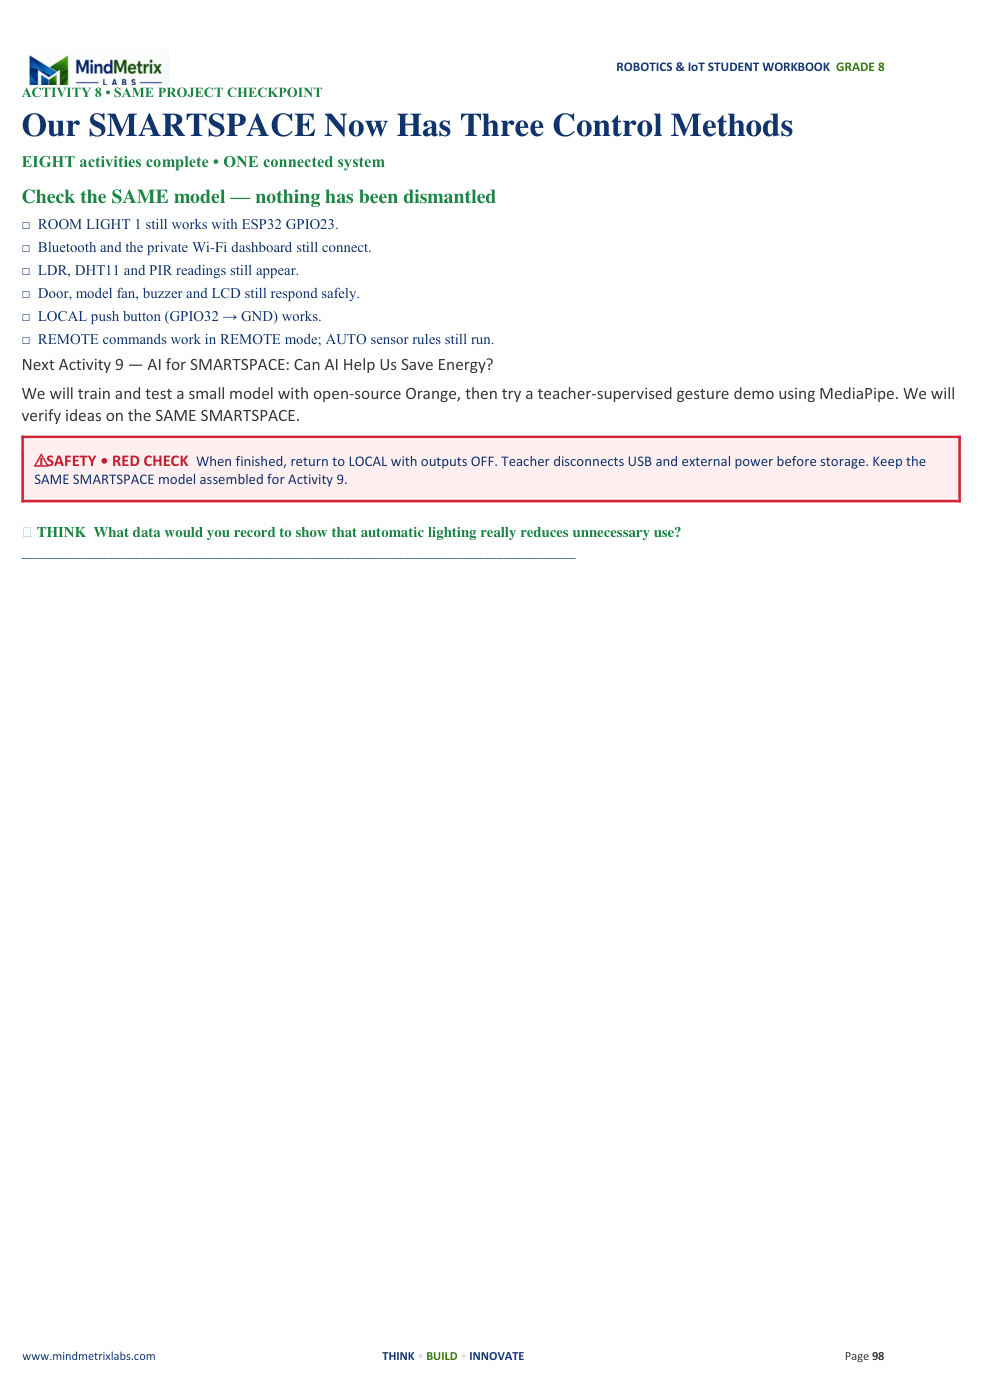 MindMetrix
LABS
ROBOTICS & IoT STUDENT WORKBOOK GRADE 8
ACTIVITY 8 • SAME PROJECT CHECKPOINT
Our SMARTSPACE Now Has Three Control Methods
EIGHT activities complete • ONE connected system
Check the SAME model — nothing has been dismantled
□ ROOM LIGHT 1 still works with ESP32 GPIO23.
□ Bluetooth and the private Wi-Fi dashboard still connect.
□ LDR, DHT11 and PIR readings still appear.
□ Door, model fan, buzzer and LCD still respond safely.
□ LOCAL push button (GPIO32 → GND) works.
□ REMOTE commands work in REMOTE mode; AUTO sensor rules still run.
Next Activity 9 — AI for SMARTSPACE: Can AI Help Us Save Energy?
We will train and test a small model with open-source Orange, then try a teacher-supervised gesture demo using MediaPipe. We will
verify ideas on the SAME SMARTSPACE.
⚠SAFETY • RED CHECK When finished, return to LOCAL with outputs OFF. Teacher disconnects USB and external power before storage. Keep the
SAME SMARTSPACE model assembled for Activity 9.
THINK What data would you record to show that automatic lighting really reduces unnecessary use?
www.mindmetrixlabs.com
THINK • BUILD • INNOVATE
Page 98